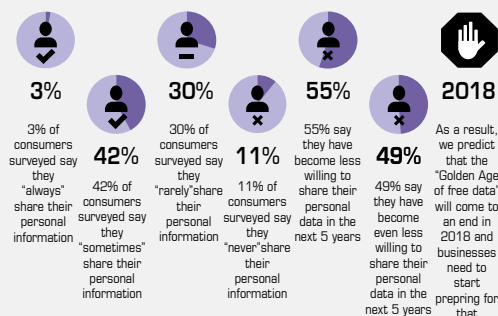 3%
3% of
consumers
surveyed say
they
“always”
share their
personal
information
42%
42% of
consumers
surveyed say
they
“sometimes”
share their
personal
information
30%
30% of
consumers
surveyed say
they
“rarely”share
their
personal
information
11%
11% of
consumers
surveyed say
they
“never”share
their
personal
information
55%
55% say
they have
become less
willing to
share their
personal
data in the
next 5 years
49%
49% say
they have
become
even less
willing to
share their
personal
data in the
next 5 years
2018
As a result,
we predict
that the
“Golden Age
of free data”
will come to
an end in
2018 and
businesses
need to
start
prepring for
that